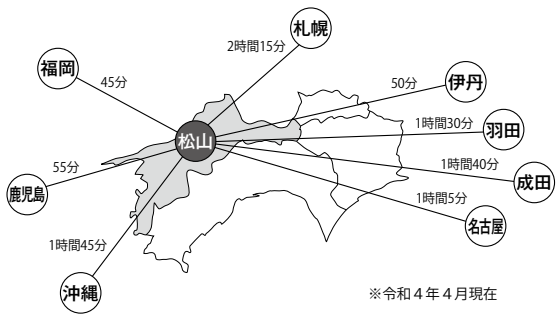 札幌
2時間15分
福岡
45分
伊丹
50分
羽田
1時間30分
松山
1時間40分
成田
55分
鹿児島
1時間5分
名古屋
1時間45分
沖縄
※令和4年4月現在